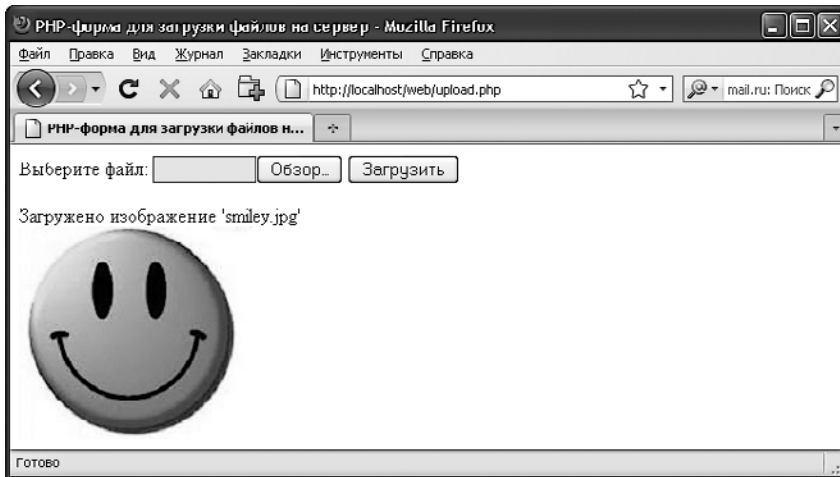 PHP-форма для загрузки файлов на сервер - Mozilla Firefox
Файл Правка Вид Журнал Закладки Инструменты Справка
http://localhost/web/upload.php
mail.ru: Поиск
PHP-форма для загрузки файлов н...
Выберите файл: Обзор... Загрузить
Загружено изображение 'smiley.jpg'
Готово